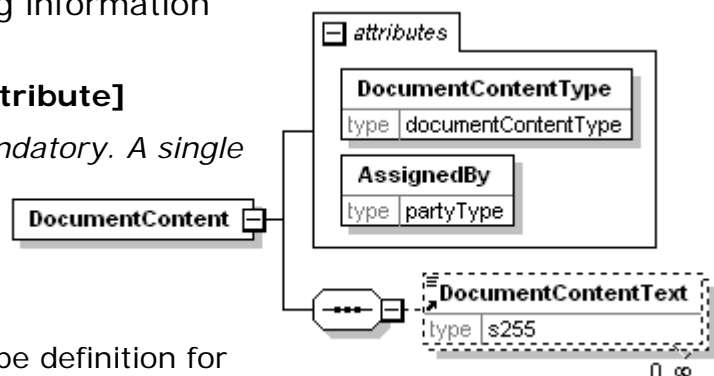 g information
tribute]
ndatory. A single
pe definition for
attributes
DocumentContentType
type documentContentType
AssignedBy
type partyType
DocumentContent
DocumentContentText
type s255
0..∞